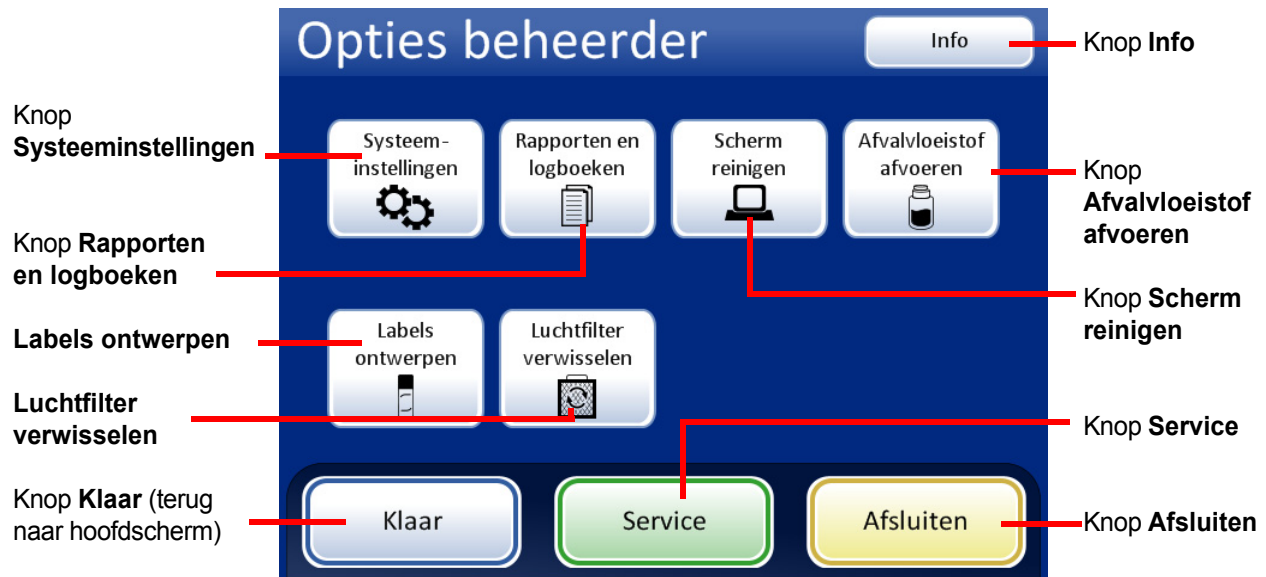 Opties beheerder
Info
Knop Info
Knop
Systeeminstellingen
Systeem-
instellingen
Rapporten en
logboeken
Scherm
reinigen
Afvalvloeistof
afvoeren
Knop
Afvalvloeistof
afvoeren
Knop Rapporten
en logboeken
Knop Scherm
reinigen
Labels ontwerpen
Labels
ontwerpen
Luchtfilter
verwisselen
Luchtfilter
verwisselen
Knop Service
Knop Klaar (terug
naar hoofdscherm)
Klaar
Service
Afsluiten
Knop Afsluiten